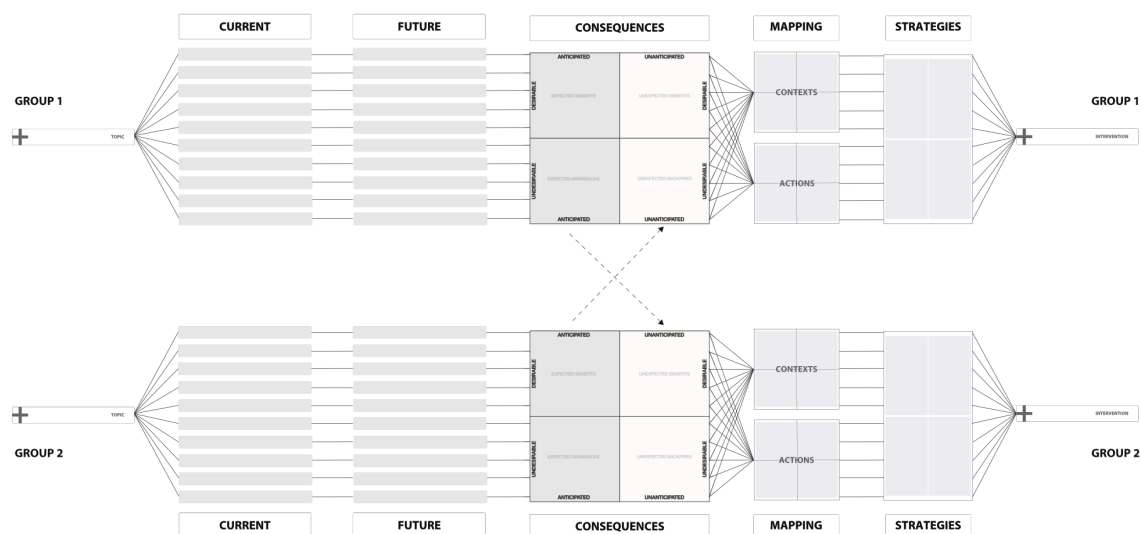 CURRENT
FUTURE
CONSEQUENCES
MAPPING
STRATEGIES
GROUP 1
TOPIC
ANTICIPATED
UNANTICIPATED
DESIRABLE
EXPECTED BENEFITS
UNEXPECTED BENEFITS
DESIRABLE
UNDESIRABLE
EXPECTED DRAWBACKS
UNEXPECTED BACKFIRES
UNDESIRABLE
ANTICIPATED
UNANTICIPATED
CONTEXTS
ACTIONS
GROUP 1
INTERVENTION
TOPIC
GROUP 2
ANTICIPATED
UNANTICIPATED
DESIRABLE
EXPECTED BENEFITS
UNEXPECTED BENEFITS
DESIRABLE
UNDESIRABLE
EXPECTED DRAWBACKS
UNEXPECTED BACKFIRES
UNDESIRABLE
ANTICIPATED
UNANTICIPATED
CONTEXTS
ACTIONS
INTERVENTION
GROUP 2
CURRENT
FUTURE
CONSEQUENCES
MAPPING
STRATEGIES